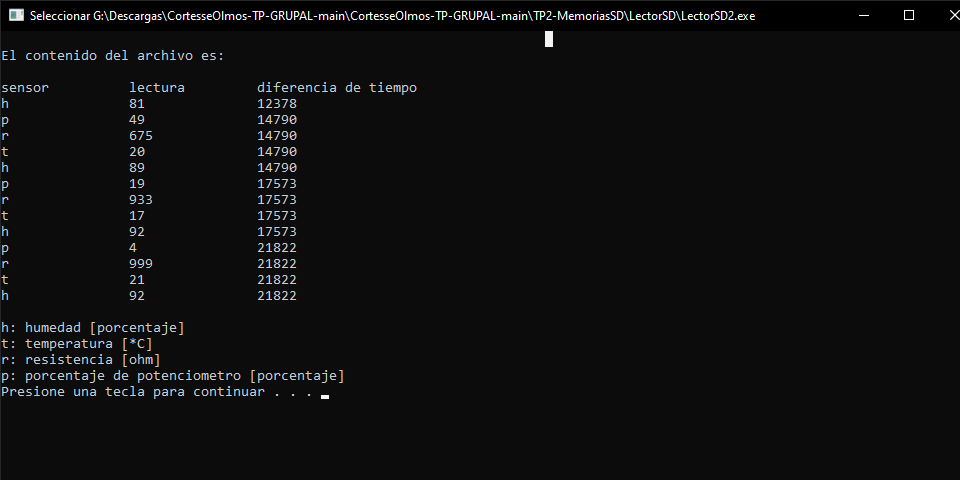 Seleccionar G:\Descargas\CortesseOlmos-TP-GRUPAL-main\CortesseOlmos-TP-GRUPAL-main\TP2-MemoriasSD\LectorSD\LectorSD2.exe
El contenido del archivo es:
sensor lectura diferencia de tiempo
h 81 12378
p 49 14790
r 675 14790
t 20 14790
h 89 14790
p 19 17573
r 933 17573
t 17 17573
h 92 17573
p 4 21822
r 999 21822
t 21 21822
h 92 21822
h: humedad [porcentaje]
t: temperatura [*C]
r: resistencia [ohm]
p: porcentaje de potenciometro [porcentaje]
Presione una tecla para continuar . . .